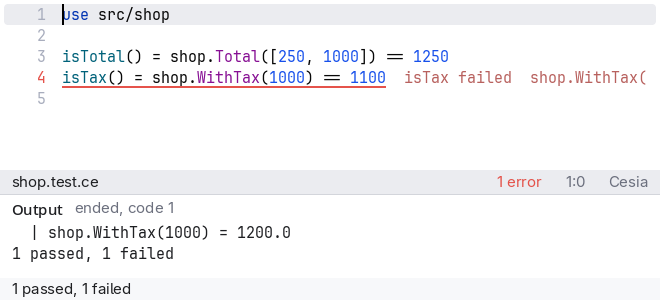 1 use src/shop
2
3 isTotal() = shop.Total([250, 1000]) == 1250
4 isTax() = shop.WithTax(1000) == 1100 isTax failed shop.WithTax(
5
shop.test.ce 1 error 1:0 Cesia
Output ended, code 1
| shop.WithTax(1000) = 1200.0
1 passed, 1 failed
1 passed, 1 failed